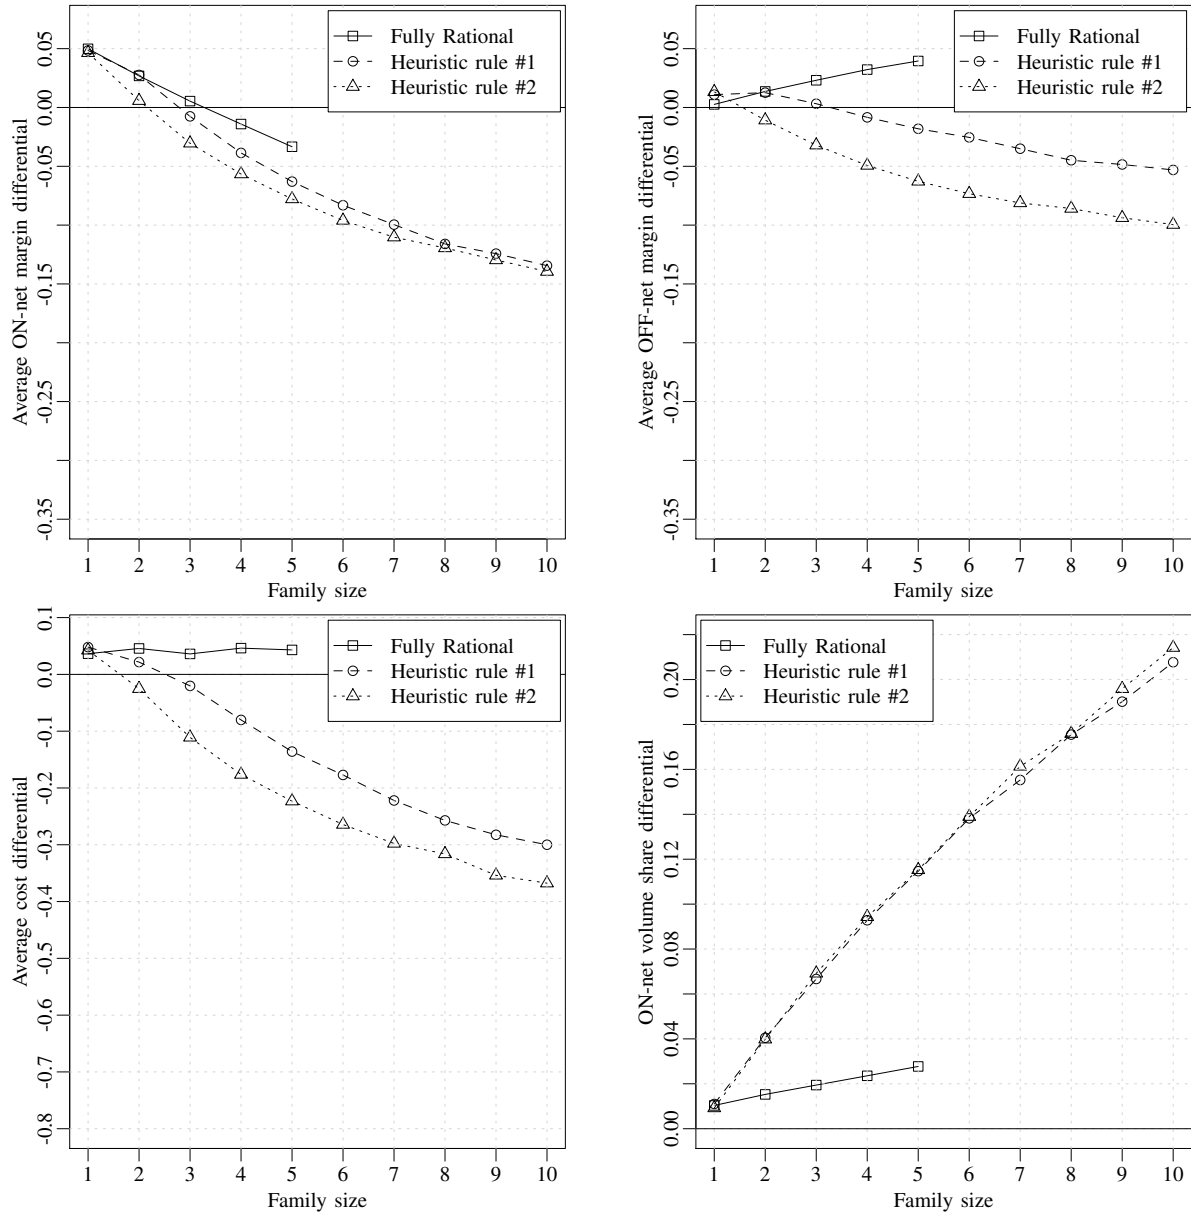 Average ON-net margin differential
0.05
0.00
-0.05
-0.15
-0.25
-0.35
Fully Rational
Heuristic rule #1
Heuristic rule #2
1 2 3 4 5 6 7 8 9 10
Family size
Average OFF-net margin differential
0.05
0.00
-0.05
-0.15
-0.25
-0.35
Fully Rational
Heuristic rule #1
Heuristic rule #2
1 2 3 4 5 6 7 8 9 10
Family size
Average cost differential
0.1
0.0
-0.1
-0.2
-0.3
-0.4
-0.5
-0.6
-0.7
-0.8
Fully Rational
Heuristic rule #1
Heuristic rule #2
1 2 3 4 5 6 7 8 9 10
Family size
ON-net volume share differential
0.20
0.16
0.12
0.08
0.04
0.00
Fully Rational
Heuristic rule #1
Heuristic rule #2
1 2 3 4 5 6 7 8 9 10
Family size